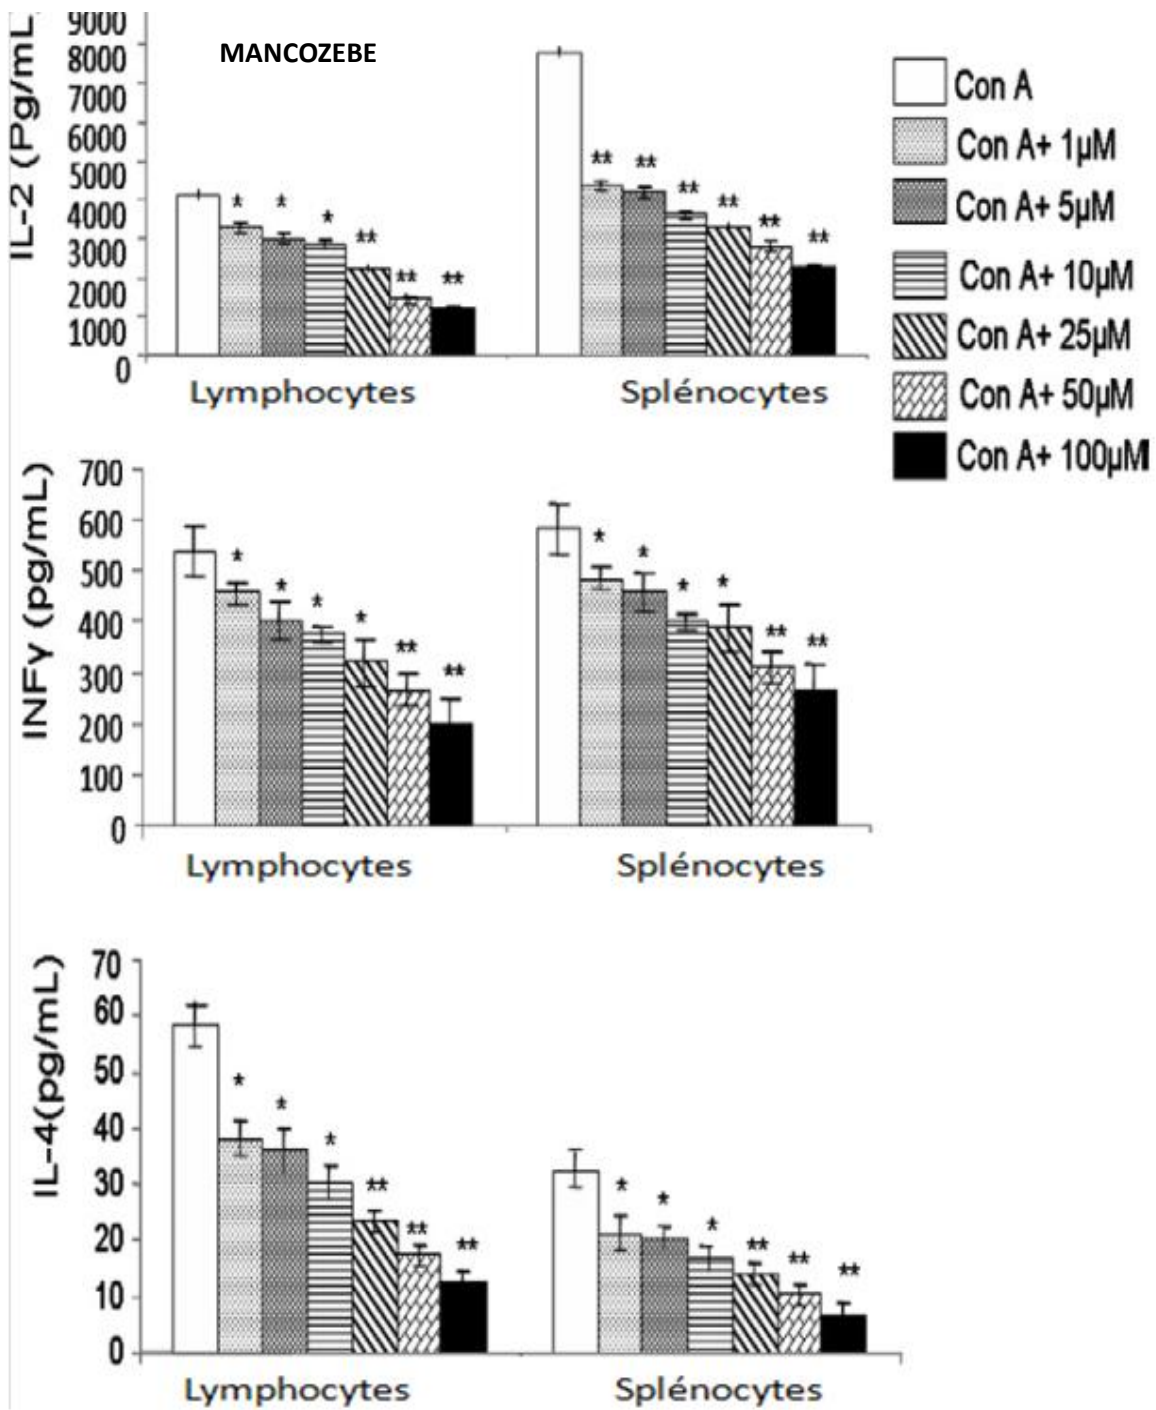 MANCOZEBE
IL-2 (Pg/mL)
9000
8000
7000
6000
5000
4000
3000
2000
1000
0
* * * ** ** **
** ** ** ** ** **
Lymphocytes
Splénocytes
Con A
Con A+ 1µM
Con A+ 5µM
Con A+ 10µM
Con A+ 25µM
Con A+ 50µM
Con A+ 100µM
INFγ (pg/mL)
700
600
500
400
300
200
100
0
* * * * ** **
* * * * ** **
Lymphocytes
Splénocytes
IL-4(pg/mL)
70
60
50
40
30
20
10
0
* * * ** ** **
* * * ** ** **
Lymphocytes
Splénocytes